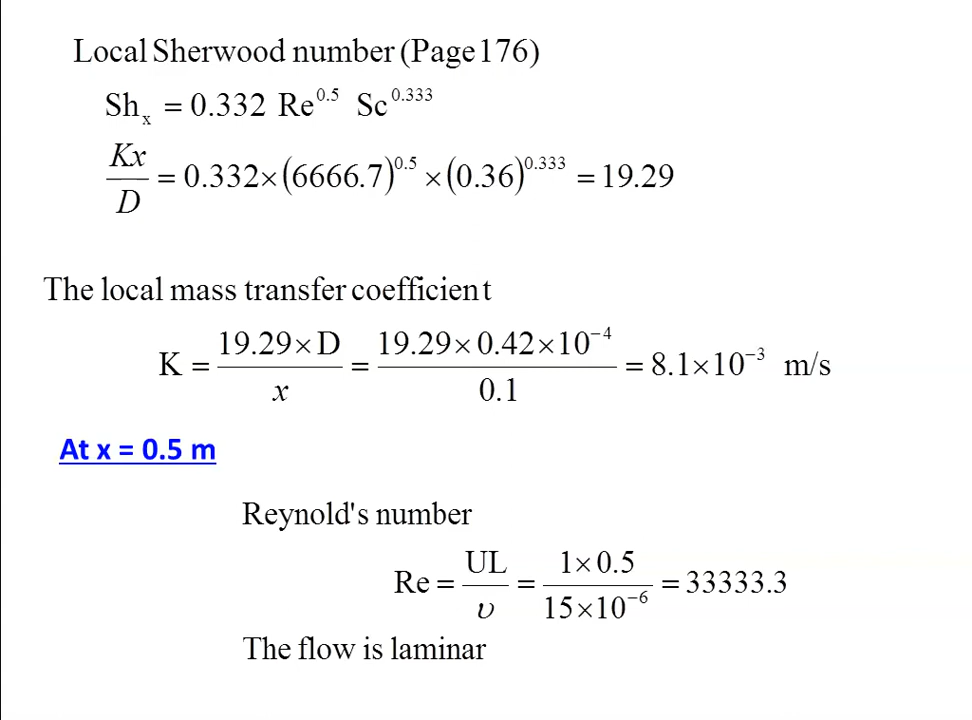 Local Sherwood number (Page 176)
Sh_x = 0.332 Re^0.5 Sc^0.333
Kx/D = 0.332×(6666.7)^0.5 ×(0.36)^0.333 = 19.29
The local mass transfer coefficient
K = 19.29×D/x = 19.29×0.42×10^−4/0.1 = 8.1×10^−3 m/s
At x = 0.5 m
Reynold's number
Re = UL/υ = 1×0.5/15×10^−6 = 33333.3
The flow is laminar